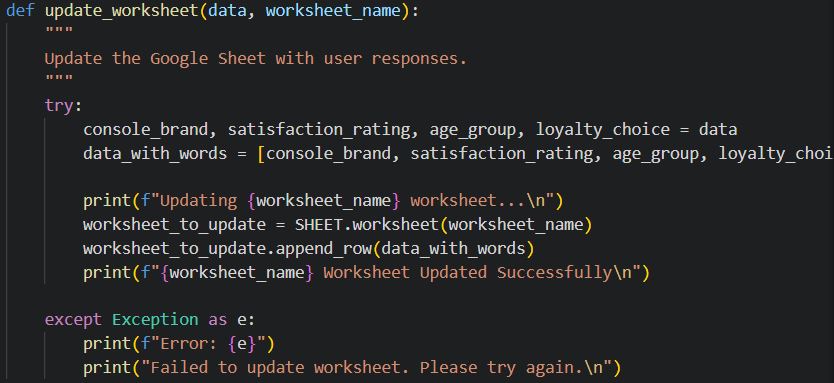 def update_worksheet(data, worksheet_name):
"""
Update the Google Sheet with user responses.
"""
try:
console_brand, satisfaction_rating, age_group, loyalty_choice = data
data_with_words = [console_brand, satisfaction_rating, age_group, loyalty_choi
print(f"Updating {worksheet_name} worksheet...\n")
worksheet_to_update = SHEET.worksheet(worksheet_name)
worksheet_to_update.append_row(data_with_words)
print(f"{worksheet_name} Worksheet Updated Successfully\n")
except Exception as e:
print(f"Error: {e}")
print("Failed to update worksheet. Please try again.\n")